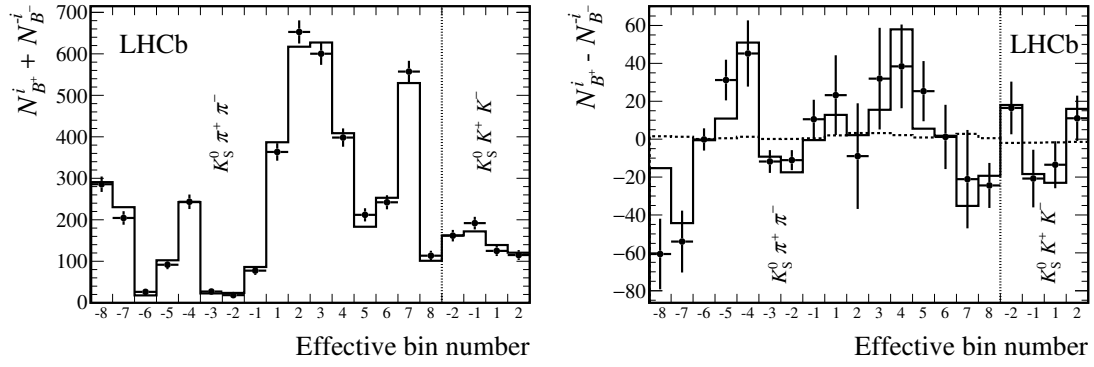 700
600
500
400
300
200
100
0
N^i_{B^+} + N^{-i}_{B^-}
LHCb
K^0_S π^+ π^-
K^0_S K^+ K^-
-8 -7 -6 -5 -4 -3 -2 -1 1 2 3 4 5 6 7 8 -2 -1 1 2
Effective bin number
60
40
20
0
−20
−40
−60
−80
N^i_{B^+} - N^{-i}_{B^-}
LHCb
K^0_S π^+ π^-
K^0_S K^+ K^-
-8 -7 -6 -5 -4 -3 -2 -1 1 2 3 4 5 6 7 8 -2 -1 1 2
Effective bin number